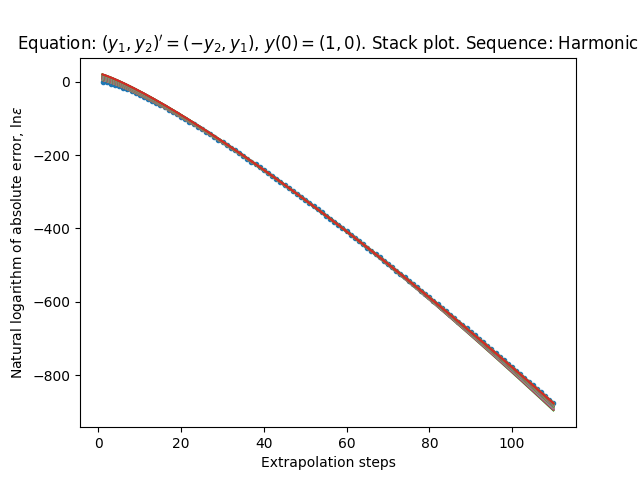 Equation: (y₁, y₂)′ = (−y₂, y₁), y(0) = (1, 0). Stack plot. Sequence: Harmonic
0
−200
−400
−600
−800
Natural logarithm of absolute error, lnε
0 20 40 60 80 100
Extrapolation steps